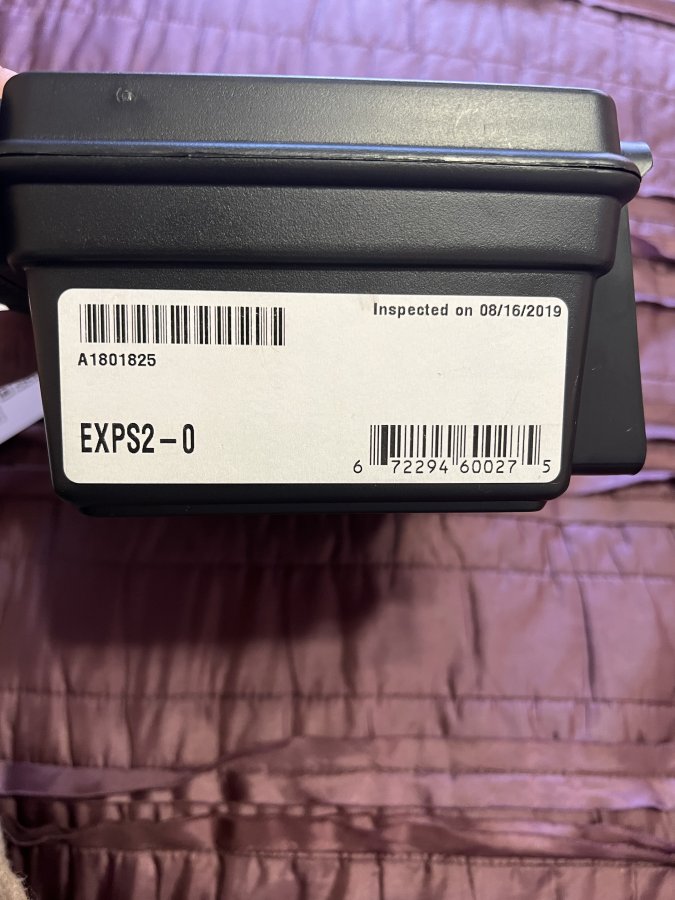 Inspected on 08/16/2019
A1801825
EXPS2-0
6 72294 60027 5